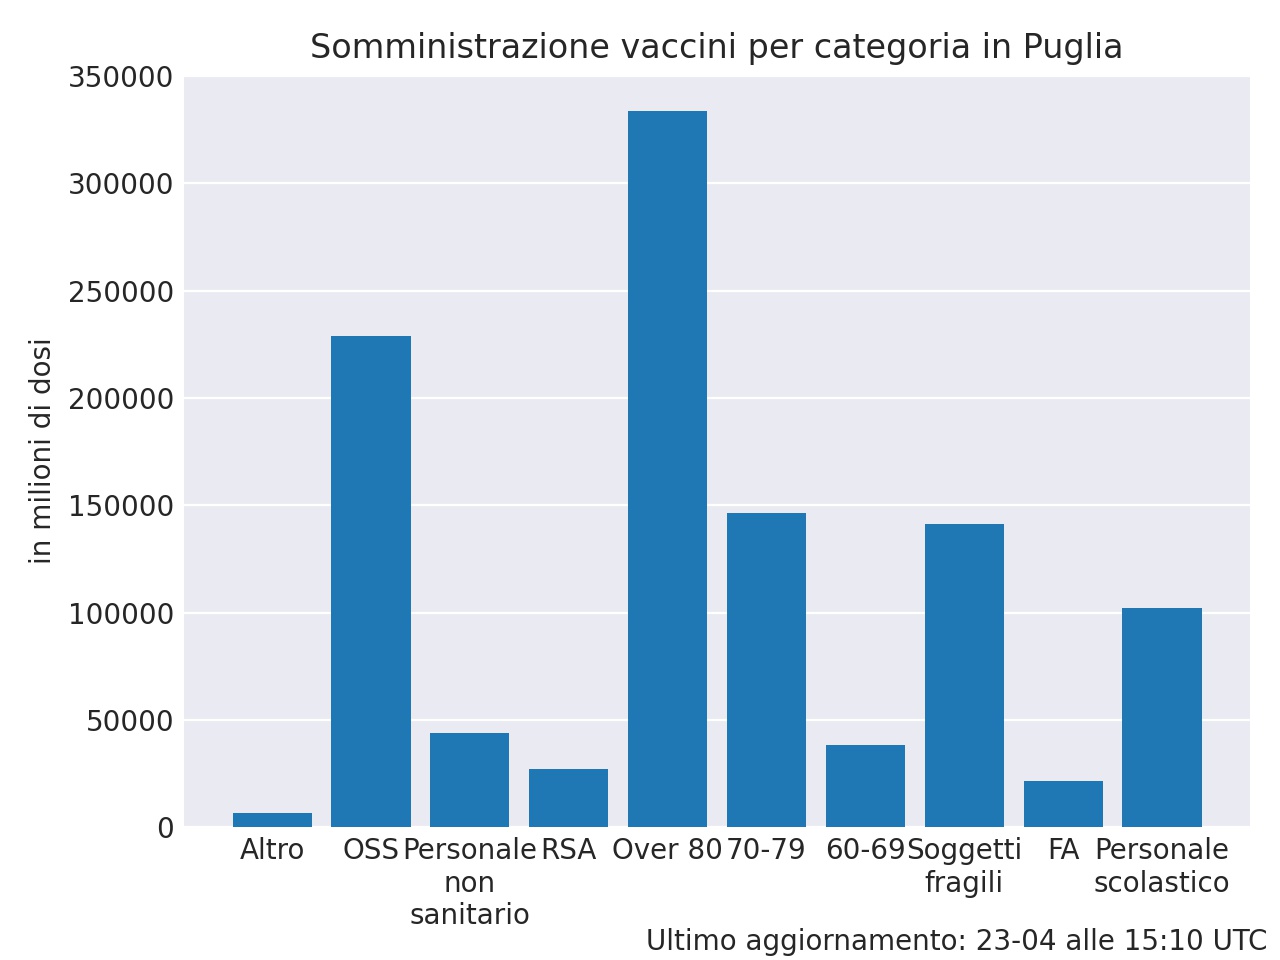 Somministrazione vaccini per categoria in Puglia
350000
300000
250000
200000
150000
100000
50000
0
in milioni di dosi
Altro
OSS
Personale
non
sanitario
RSA
Over 80
70-79
60-69
Soggetti
fragili
FA
Personale
scolastico
Ultimo aggiornamento: 23-04 alle 15:10 UTC